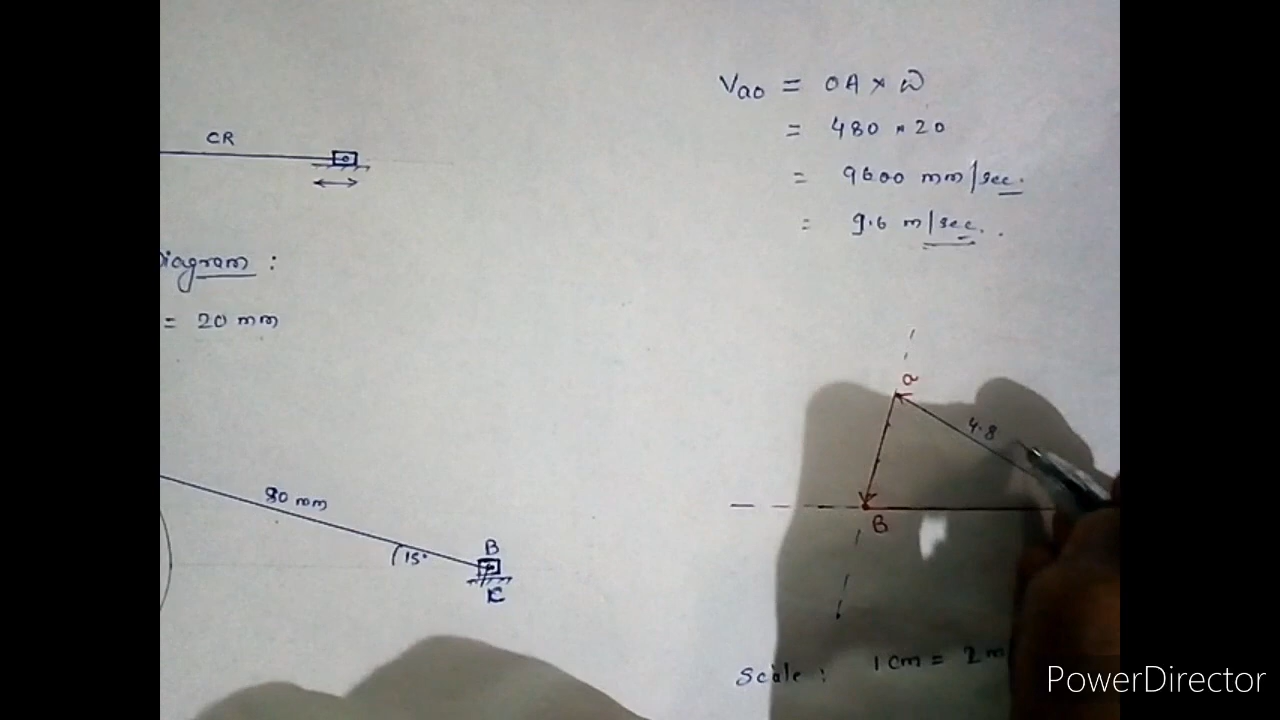 CR
Diagram :
= 20 mm
80 mm
15°
B
Vao = OA × ω
= 480 × 20
= 9600 mm/sec.
= 9.6 m/sec.
a
4.8
B
Scale : 1 cm = 2 m
PowerDirector